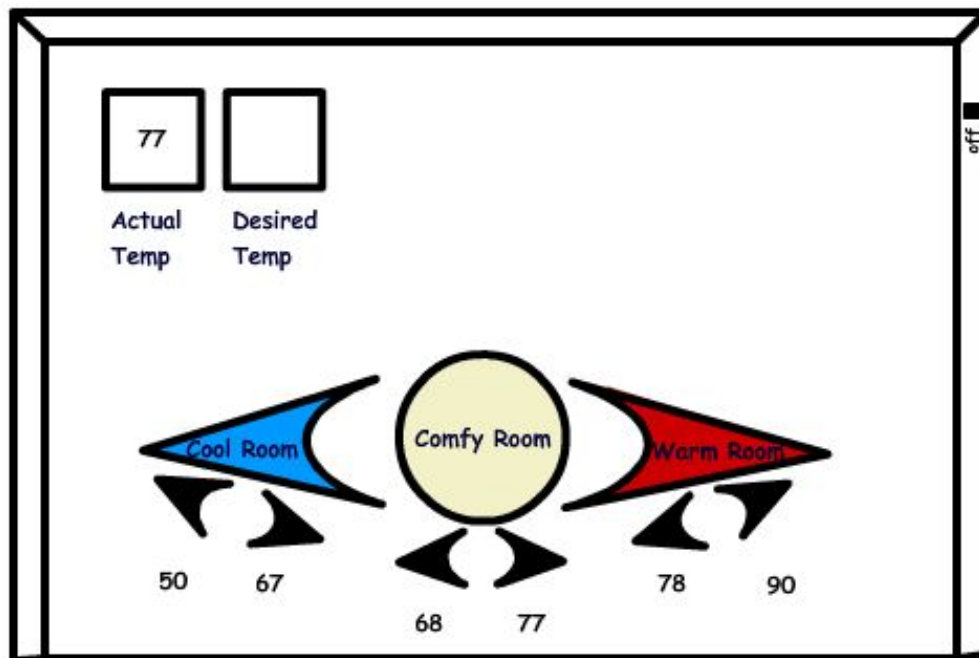 77
off
Actual Desired
Temp Temp
Cool Room Comfy Room Warm Room
50 67 78 90
68 77